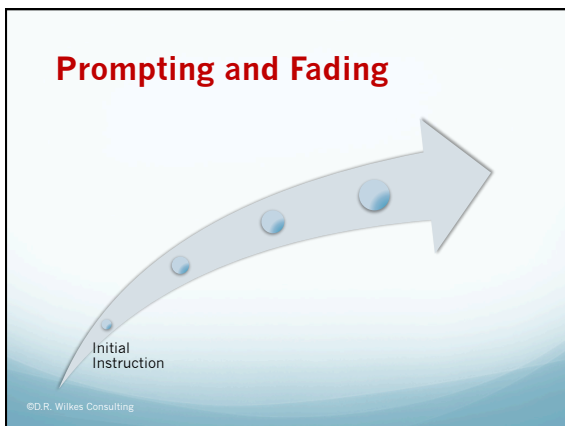 Prompting and Fading
Initial
Instruction
©D.R. Wilkes Consulting